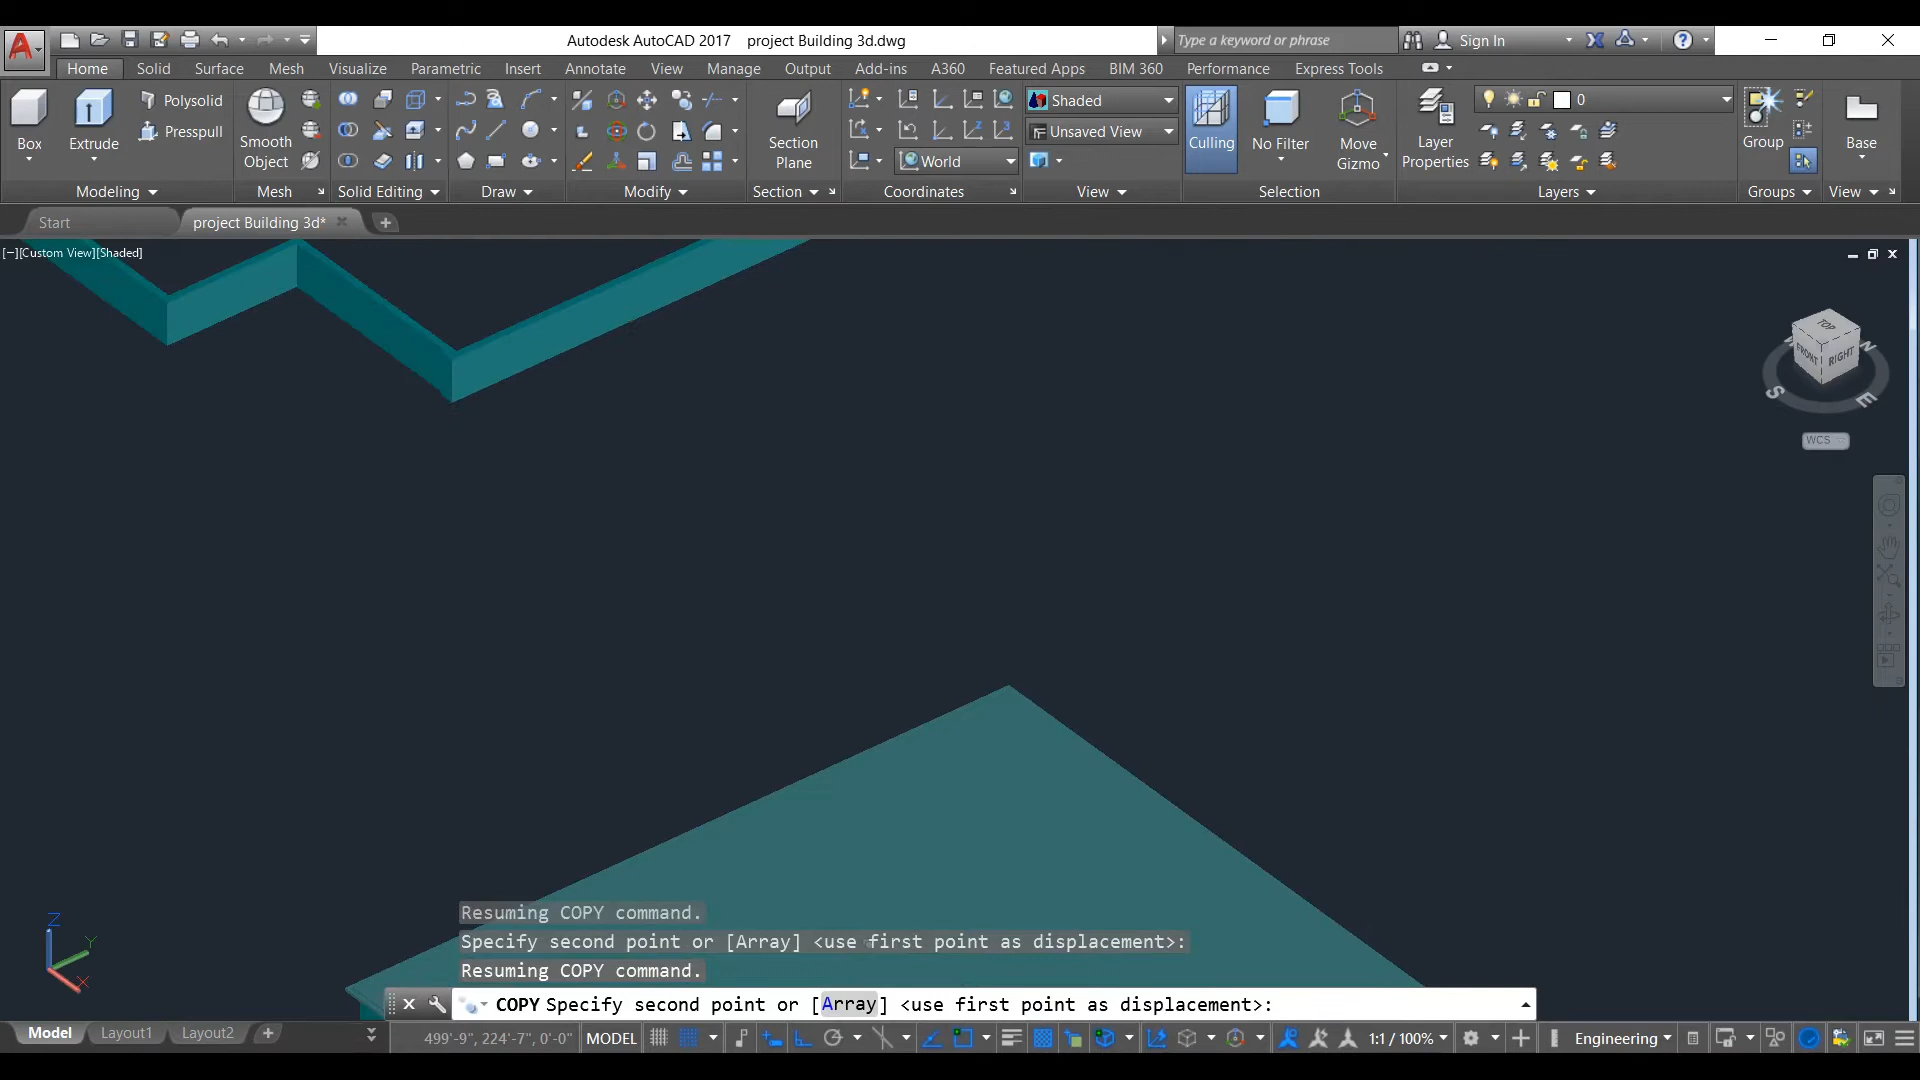 Autodesk AutoCAD 2017 project Building 3d.dwg
Type a keyword or phrase
Sign In
Home Solid Surface Mesh Visualize Parametric Insert Annotate View Manage Output Add-ins A360 Featured Apps BIM 360 Performance Express Tools
Box
Extrude
Polysolid
Presspull
Smooth Object
Section Plane
World
Shaded
Unsaved View
Culling
No Filter
Move Gizmo
Layer Properties
0
Group
Base
Modeling Mesh Solid Editing Draw Modify Section Coordinates View Selection Layers Groups View
Start project Building 3d*
[−][Custom View][Shaded]
TOP
FRONT RIGHT
N
S E
WCS
Z
Y
X
Resuming COPY command.
Specify second point or [Array] <use first point as displacement>:
Resuming COPY command.
COPY Specify second point or [Array] <use first point as displacement>:
Model Layout1 Layout2
499'-9", 224'-7", 0'-0" MODEL 1:1 / 100% Engineering